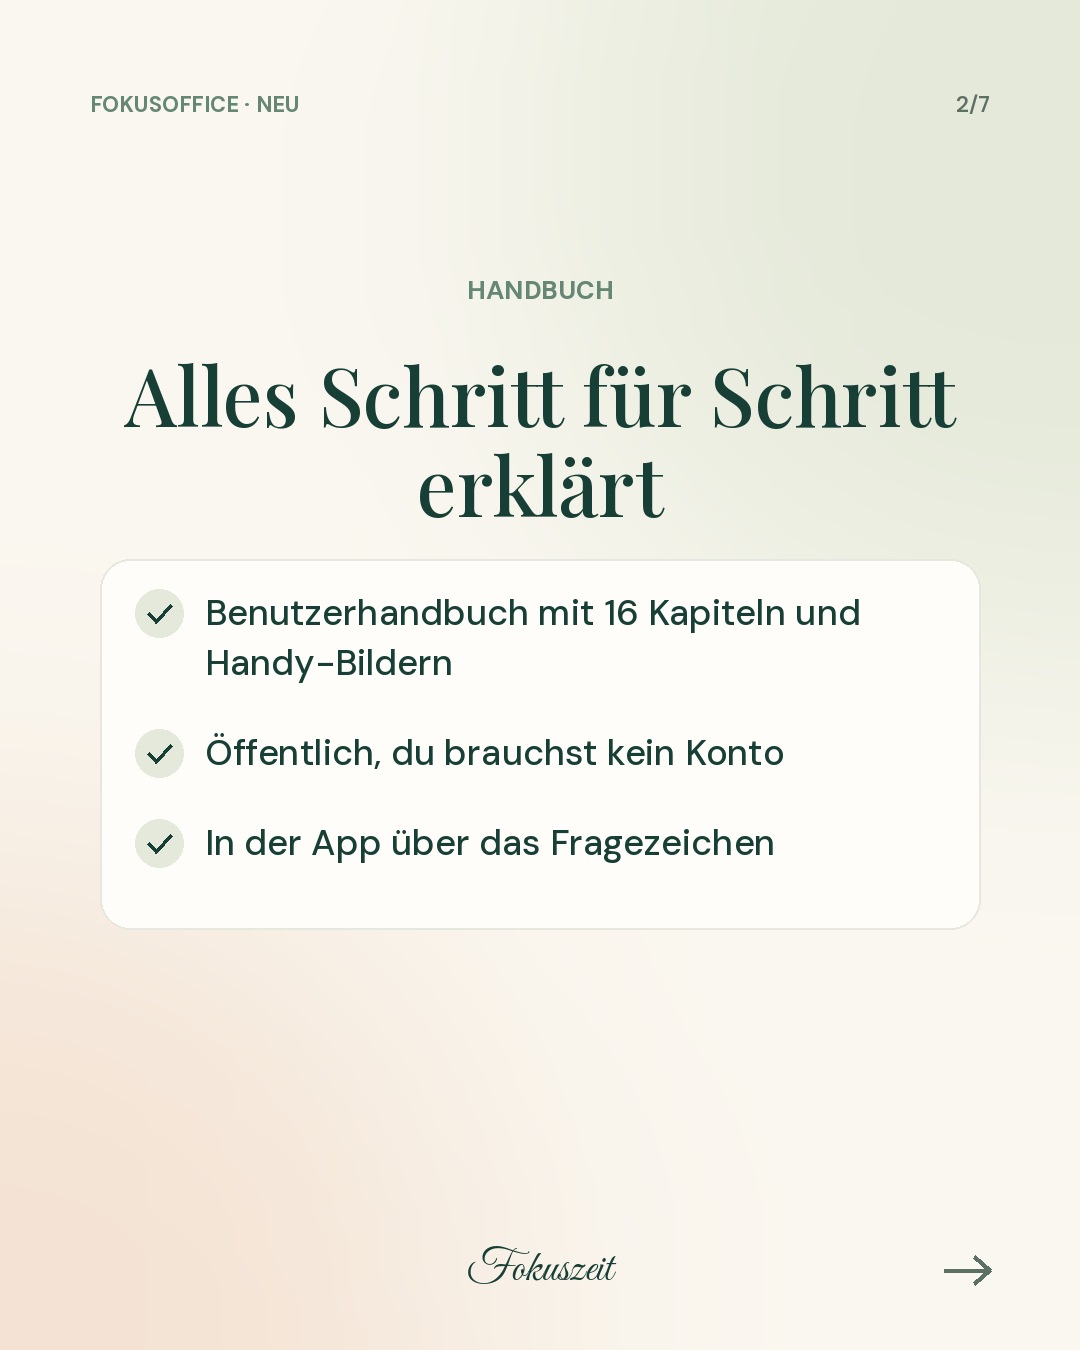 FOKUSOFFICE · NEU
2/7
HANDBUCH
Alles Schritt für Schritt
erklärt
Benutzerhandbuch mit 16 Kapiteln und
Handy-Bildern
Öffentlich, du brauchst kein Konto
In der App über das Fragezeichen
Fokuszeit